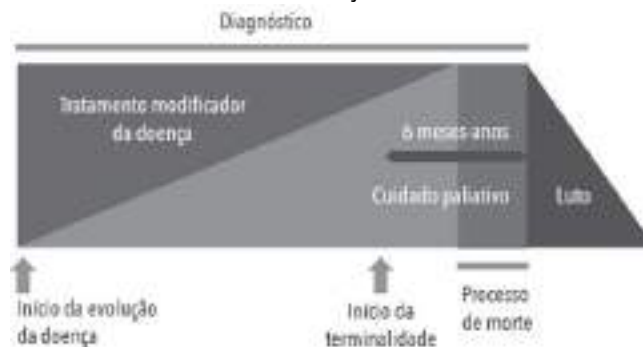 Diagnóstico
Tratamento modificador
da doença
6 meses-anos
Cuidado paliativo
Luto
Início da evolução
da doença
Início da
terminalidade
Processo
de morte